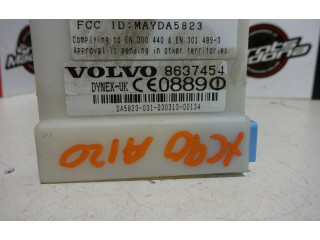 FCC ID:MAYDA5823
Complying to EN 300 440 & EN 301 489-3
Approval is pending in other territories
VOLVO 8637454
DYNEX-UK CE0889
DA5823-031-030313-00134
XC90 A120